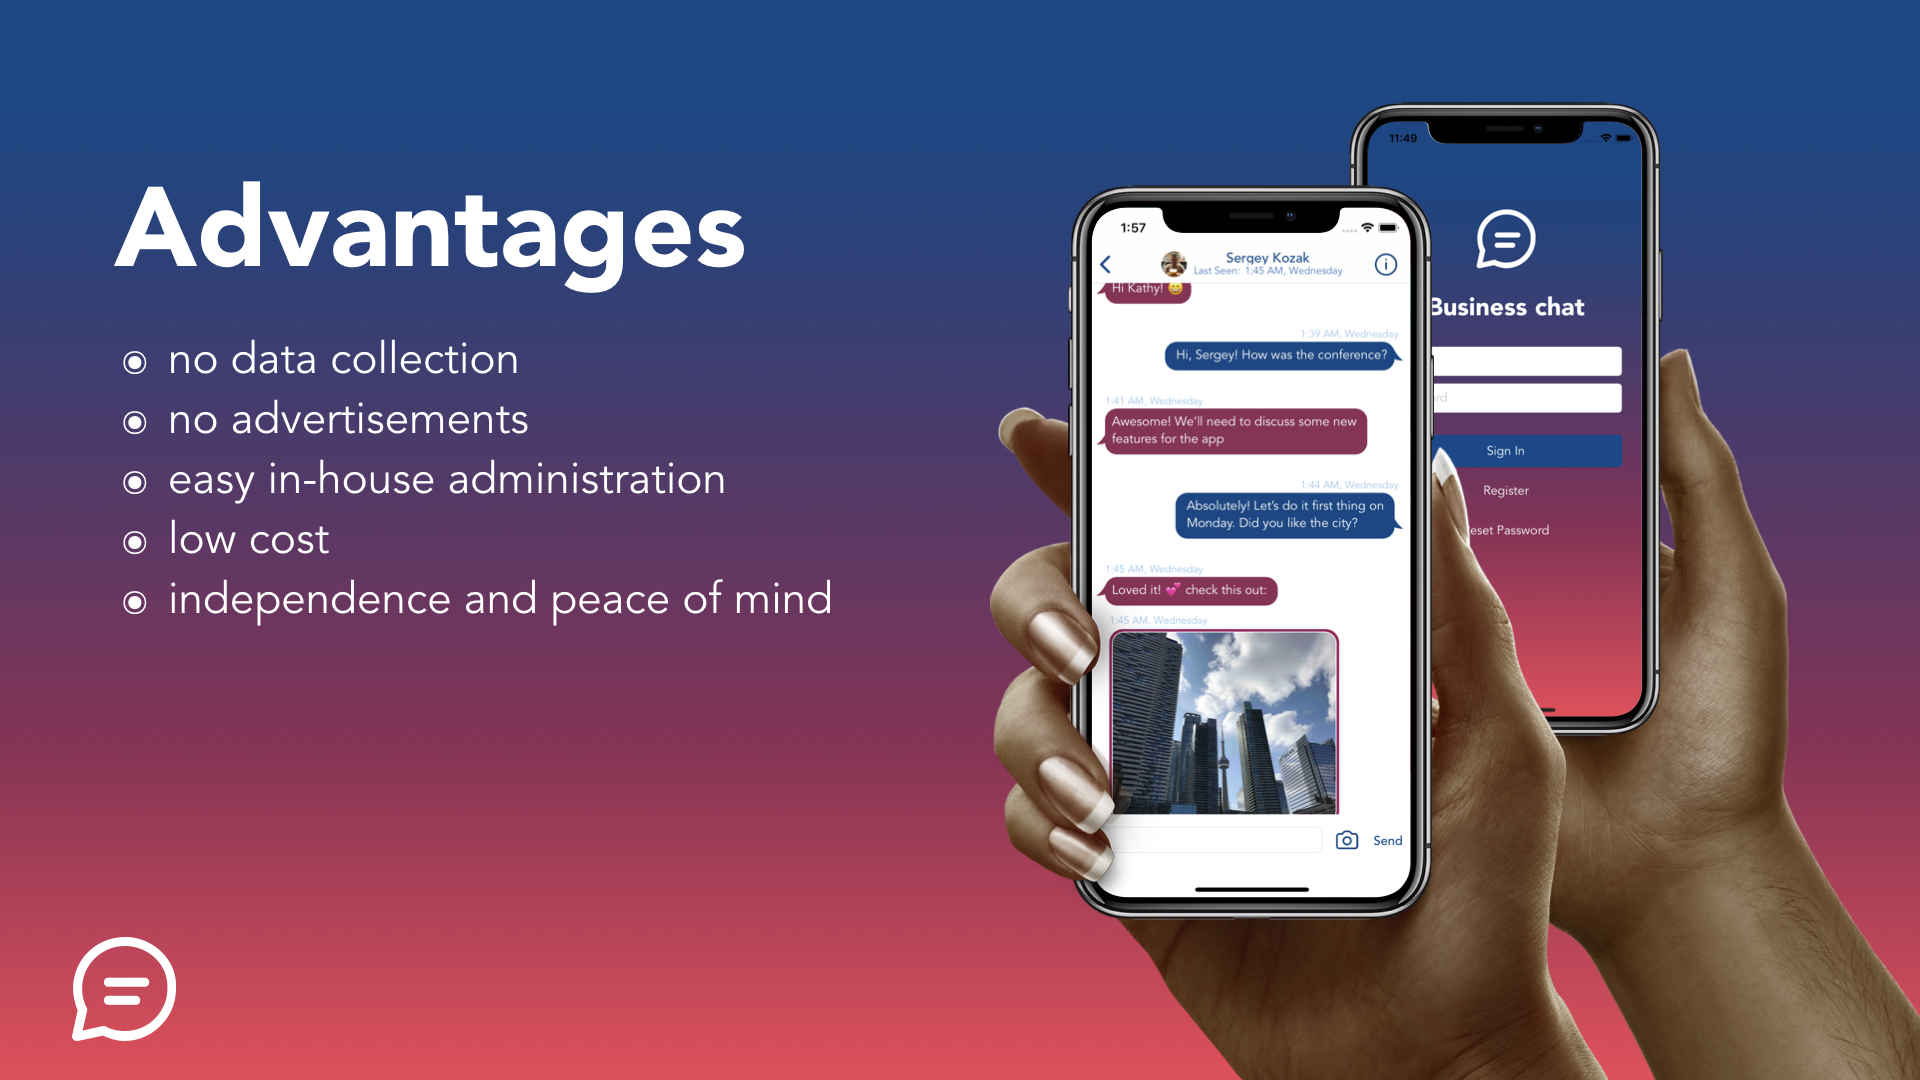 Advantages
no data collection
no advertisements
easy in-house administration
low cost
independence and peace of mind
1:57
Sergey Kozak
Last Seen: 1:45 AM, Wednesday
Hi Kathy! 😄
1:39 AM, Wednesday
Hi, Sergey! How was the conference?
1:41 AM, Wednesday
Awesome! We'll need to discuss some new
features for the app
1:44 AM, Wednesday
Absolutely! Let's do it first thing on
Monday. Did you like the city?
1:45 AM, Wednesday
Loved it! 💕 check this out:
1:45 AM, Wednesday
Send
11:49
Business chat
Sign In
Register
eset Password